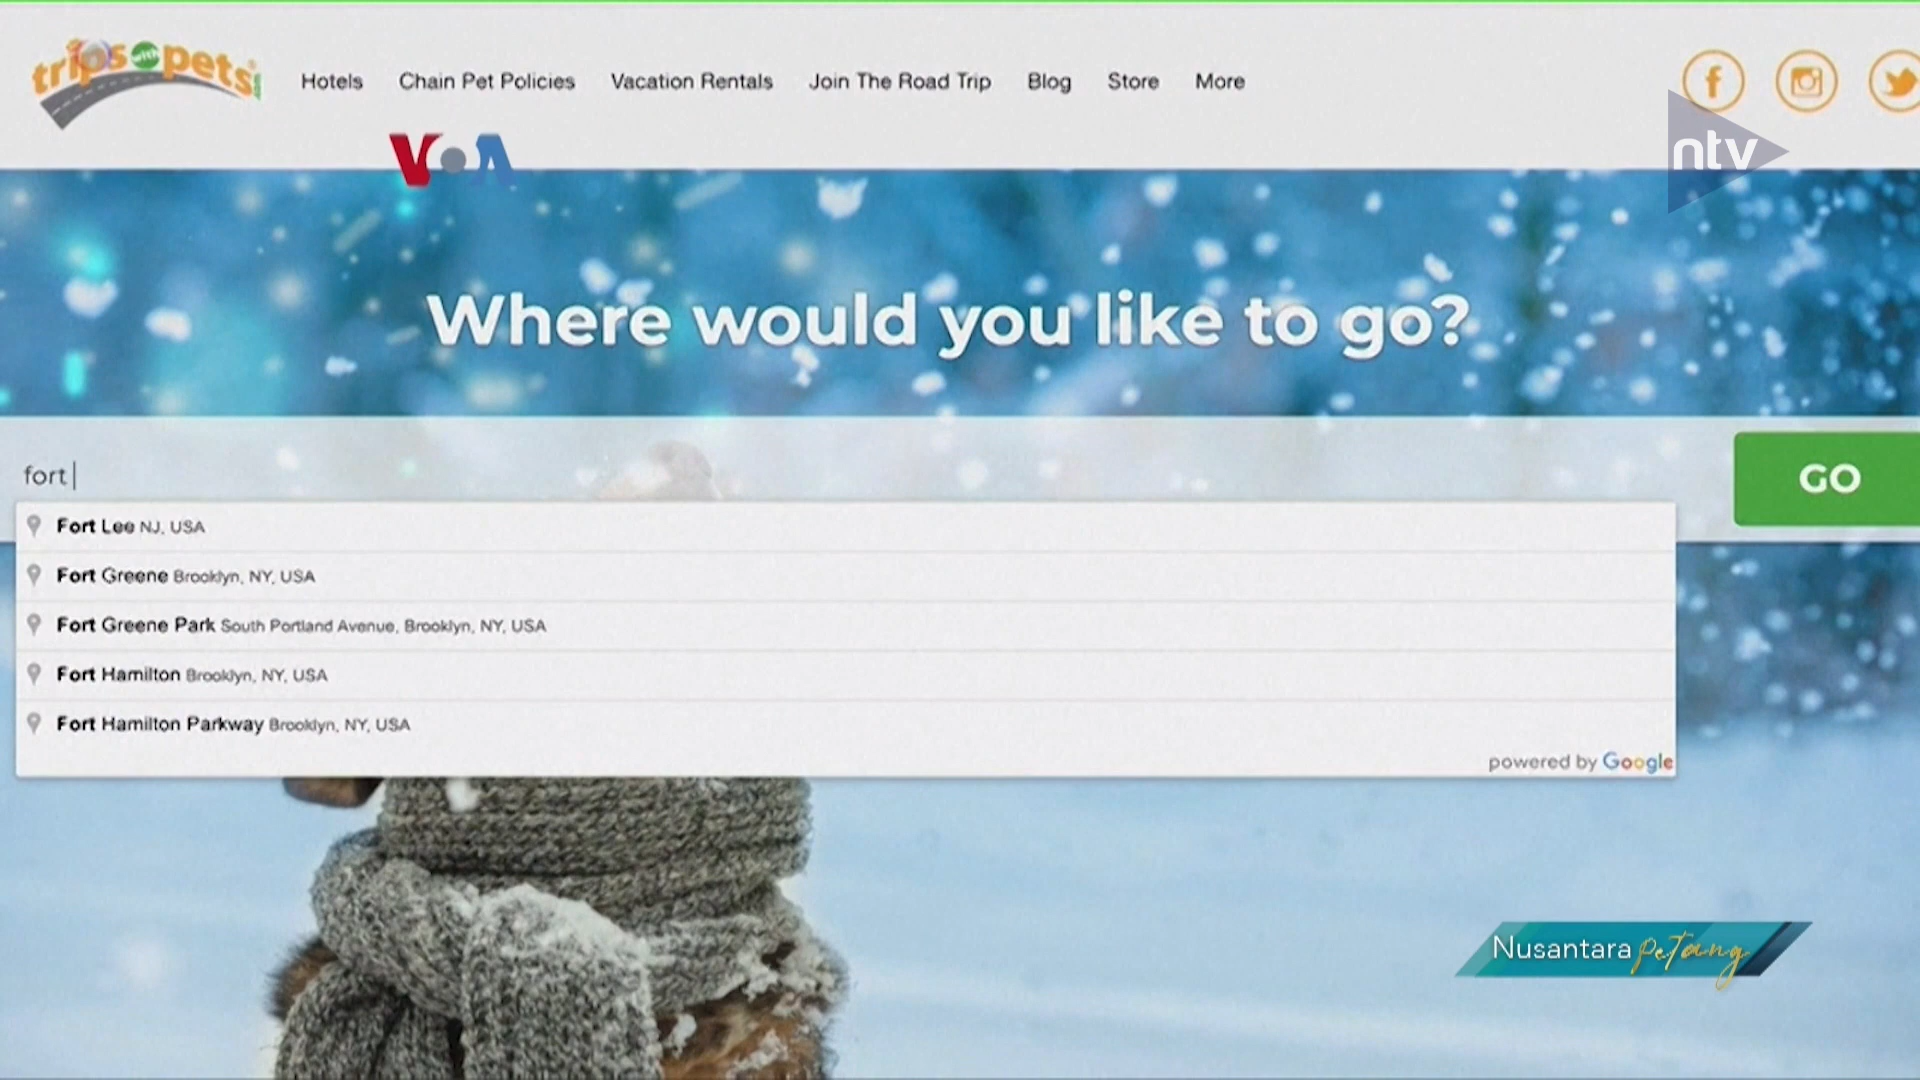 trips with pets .com
Hotels Chain Pet Policies Vacation Rentals Join The Road Trip Blog Store More
VOA
ntv
Where would you like to go?
fort
GO
Fort Lee NJ, USA
Fort Greene Brooklyn, NY, USA
Fort Greene Park South Portland Avenue, Brooklyn, NY, USA
Fort Hamilton Brooklyn, NY, USA
Fort Hamilton Parkway Brooklyn, NY, USA
powered by Google
Nusantara Petang